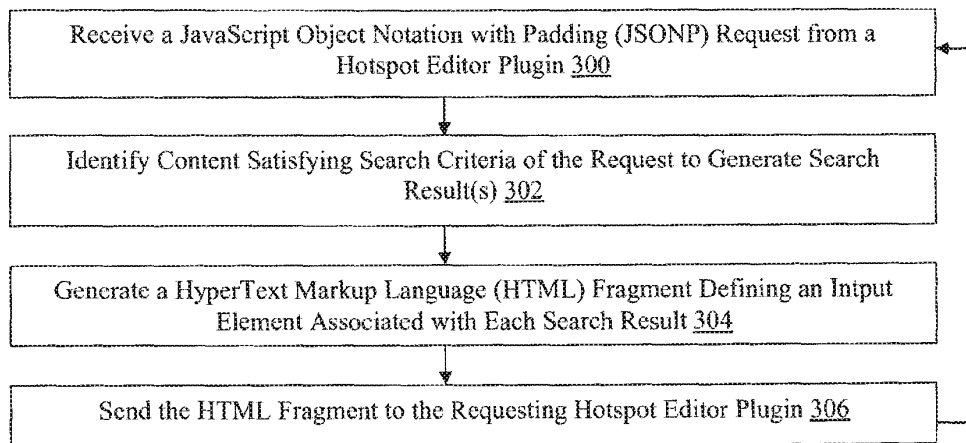 Receive a JavaScript Object Notation with Padding (JSONP) Request from a
Hotspot Editor Plugin 300
Identify Content Satisfying Search Criteria of the Request to Generate Search
Result(s) 302
Generate a HyperText Markup Language (HTML) Fragment Defining an Intput
Element Associated with Each Search Result 304
Send the HTML Fragment to the Requesting Hotspot Editor Plugin 306